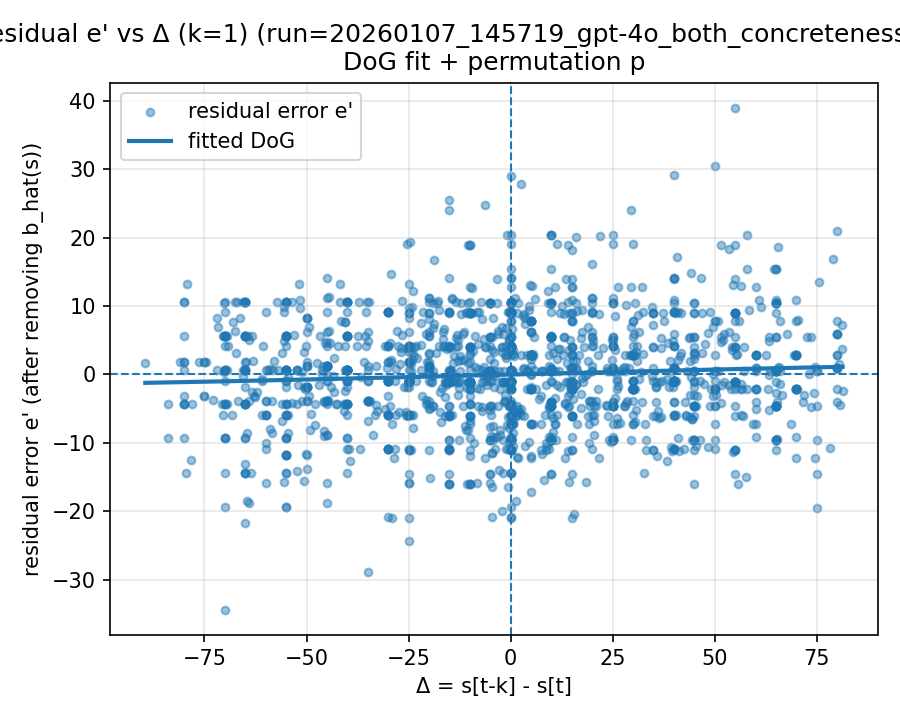 esidual e' vs Δ (k=1) (run=20260107_145719_gpt-4o_both_concreteness
DoG fit + permutation p
residual error e'
fitted DoG
residual error e' (after removing b_hat(s))
40
30
20
10
0
−10
−20
−30
−75
−50
−25
0
25
50
75
Δ = s[t-k] - s[t]